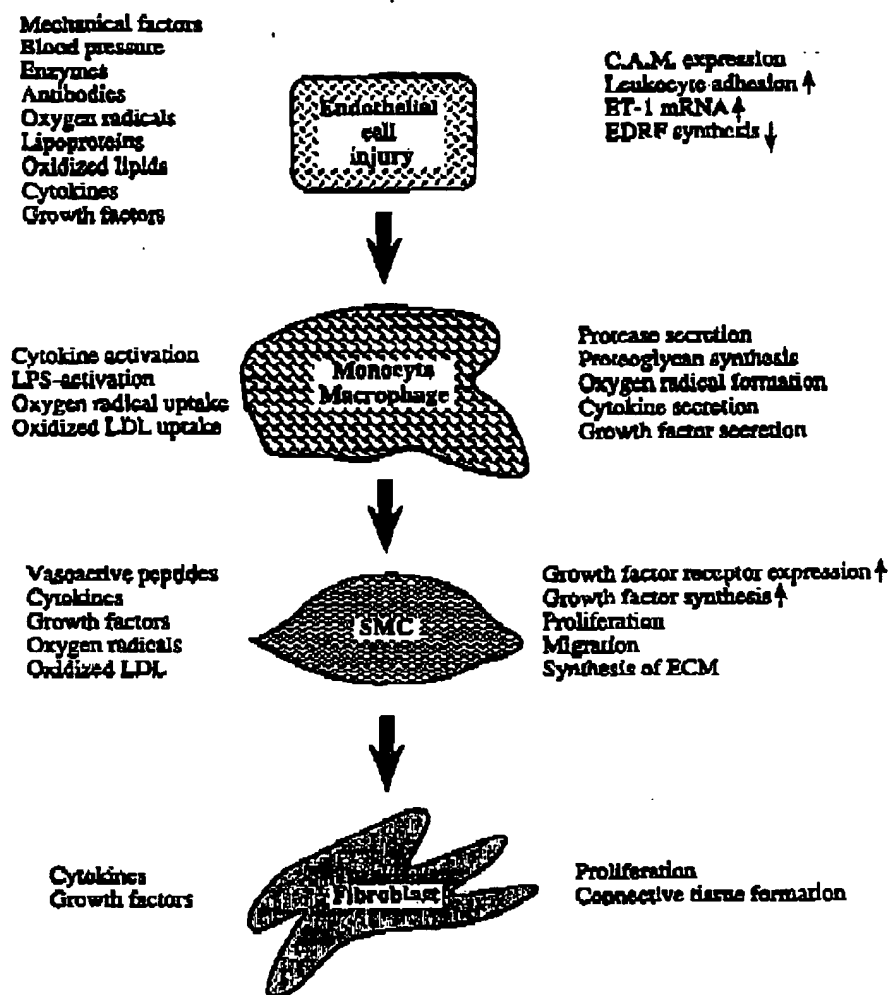 Mechanical factors
Blood pressure
Enzymes
Antibodies
Oxygen radicals
Lipoproteins
Oxidized lipids
Cytokines
Growth factors
Endothelial
cell
injury
C.A.M. expression
Leukocyte adhesion ↑
ET-1 mRNA ↑
EDRF synthesis ↓
Cytokine activation
LPS-activation
Oxygen radical uptake
Oxidized LDL uptake
Monocyte
Macrophage
Protease secretion
Proteoglycan synthesis
Oxygen radical formation
Cytokine secretion
Growth factor secretion
Vasoactive peptides
Cytokines
Growth factors
Oxygen radicals
Oxidized LDL
SMC
Growth factor receptor expression ↑
Growth factor synthesis ↑
Proliferation
Migration
Synthesis of ECM
Cytokines
Growth factors
Fibroblast
Proliferation
Connective tissue formation